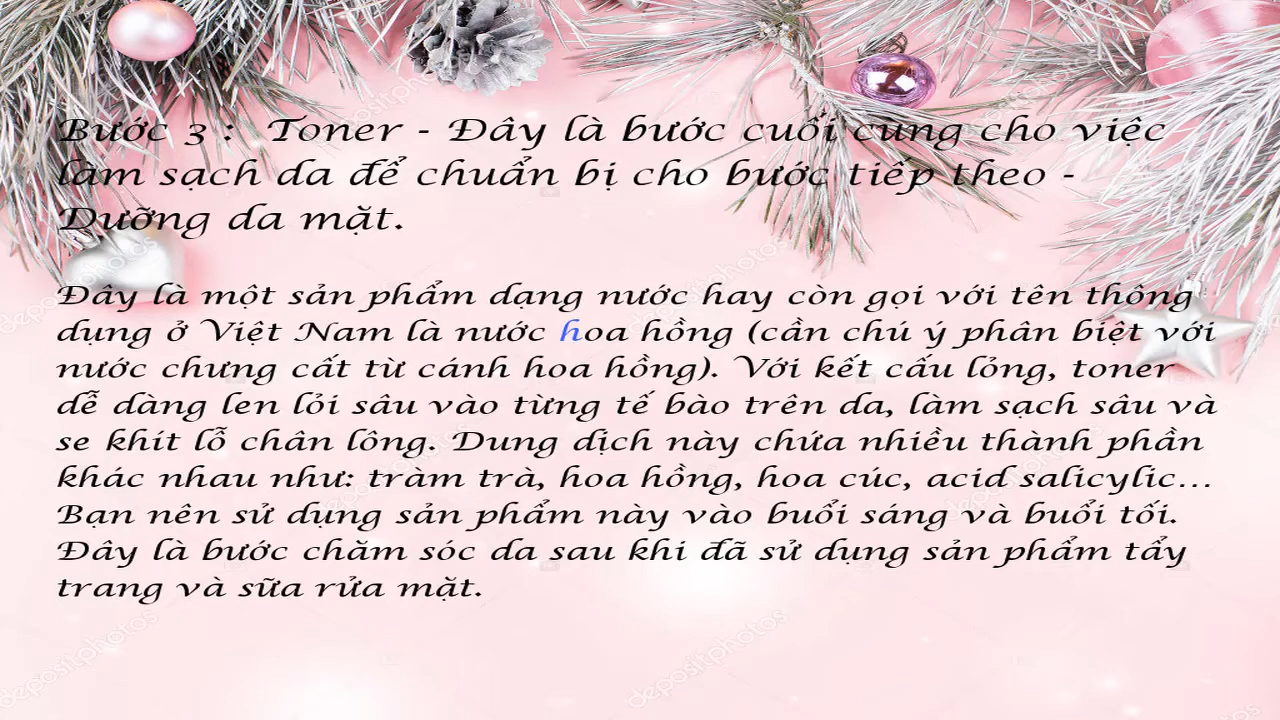 Bước 3 : Toner - Đây là bước cuối cùng cho việc
làm sạch da để chuẩn bị cho bước tiếp theo -
Dưỡng da mặt.
Đây là một sản phẩm dạng nước hay còn gọi với tên thông
dụng ở Việt Nam là nước hoa hồng (cần chú ý phân biệt với
nước chưng cất từ cánh hoa hồng). Với kết cấu lỏng, toner
dễ dàng len lỏi sâu vào từng tế bào trên da, làm sạch sâu và
se khít lỗ chân lông. Dung dịch này chứa nhiều thành phần
khác nhau như: tràm trà, hoa hồng, hoa cúc, acid salicylic...
Bạn nên sử dụng sản phẩm này vào buổi sáng và buổi tối.
Đây là bước chăm sóc da sau khi đã sử dụng sản phẩm tẩy
trang và sữa rửa mặt.
depositphotos
depositphotos